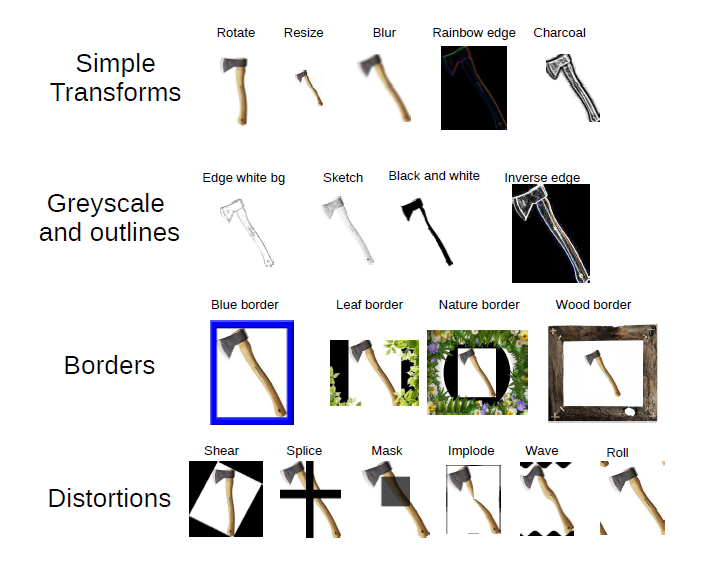 Rotate Resize Blur Rainbow edge Charcoal
Simple
Transforms
Edge white bg Sketch Black and white Inverse edge
Greyscale
and outlines
Blue border Leaf border Nature border Wood border
Borders
Shear Splice Mask Implode Wave Roll
Distortions